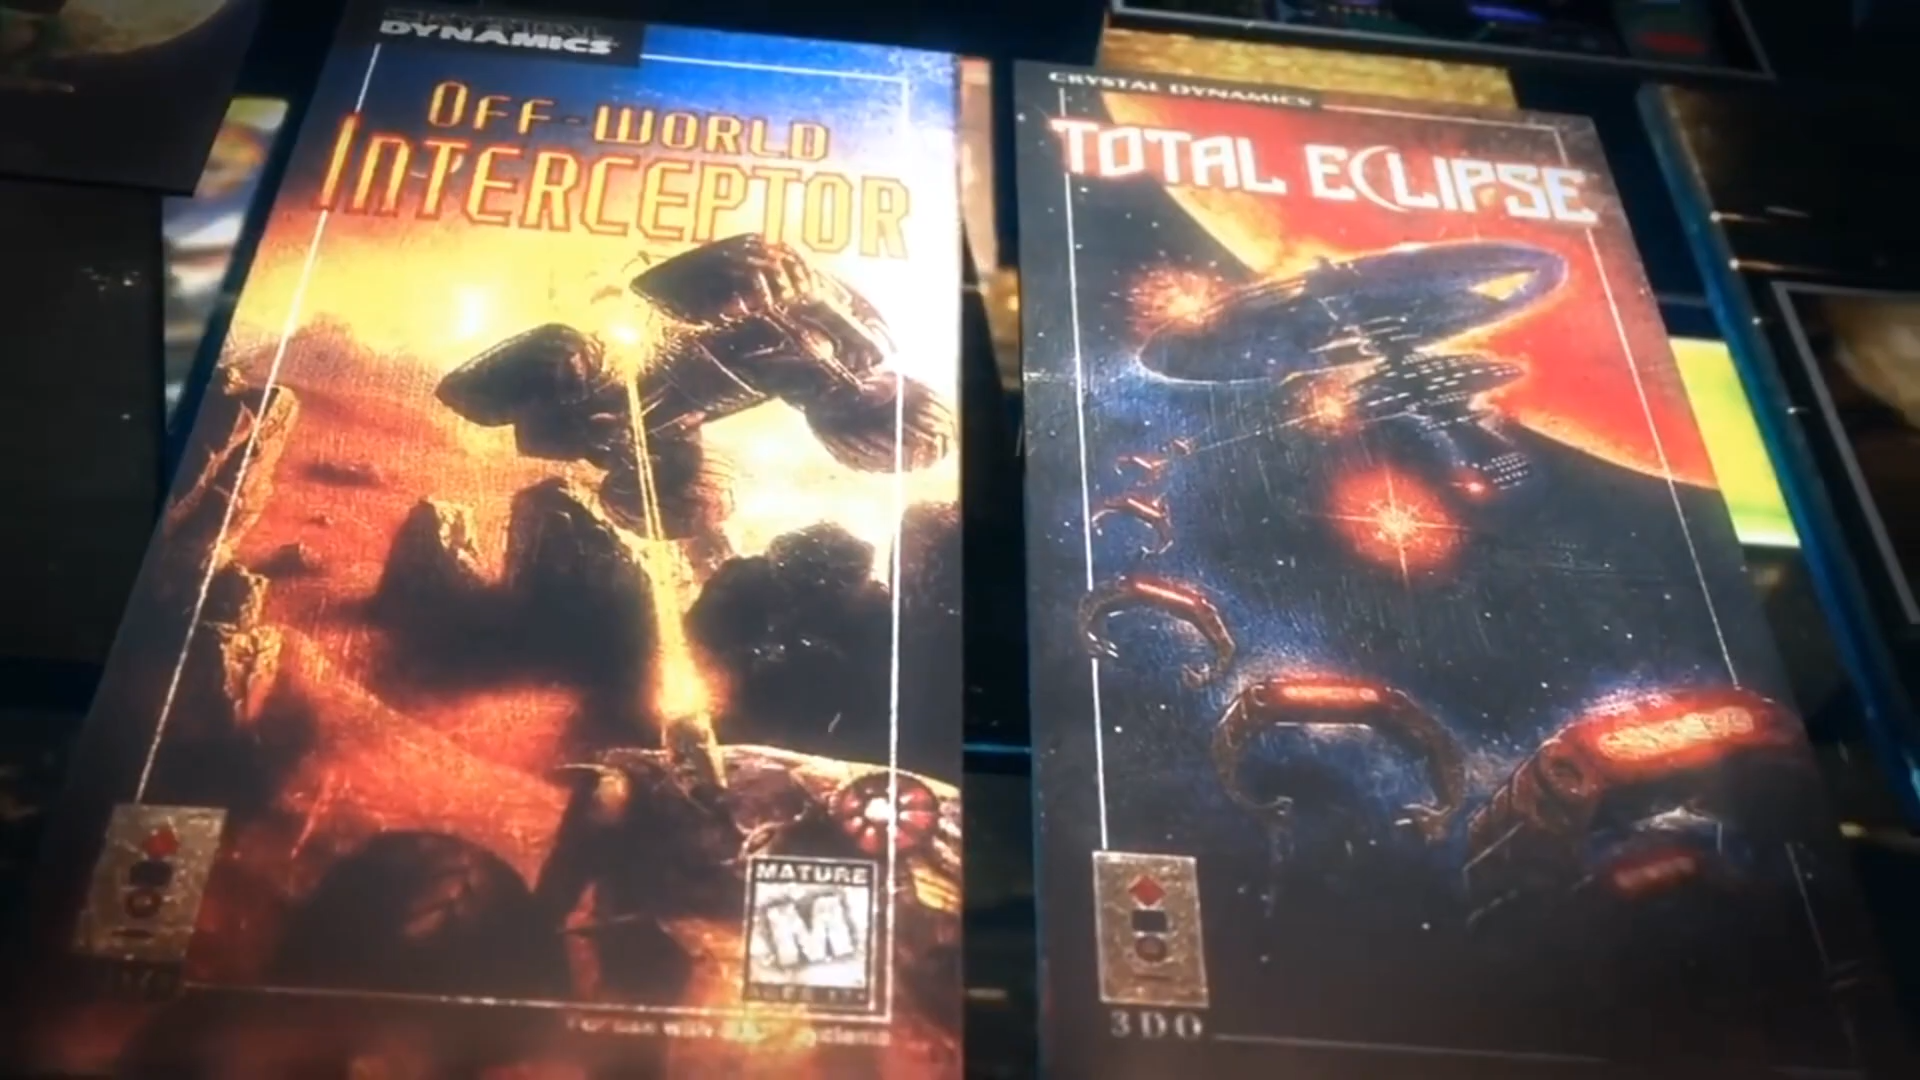 DYNAMICS
OFF-WORLD
INTERCEPTOR
MATURE
M
CRYSTAL DYNAMICS
TOTAL ECLIPSE
3DO